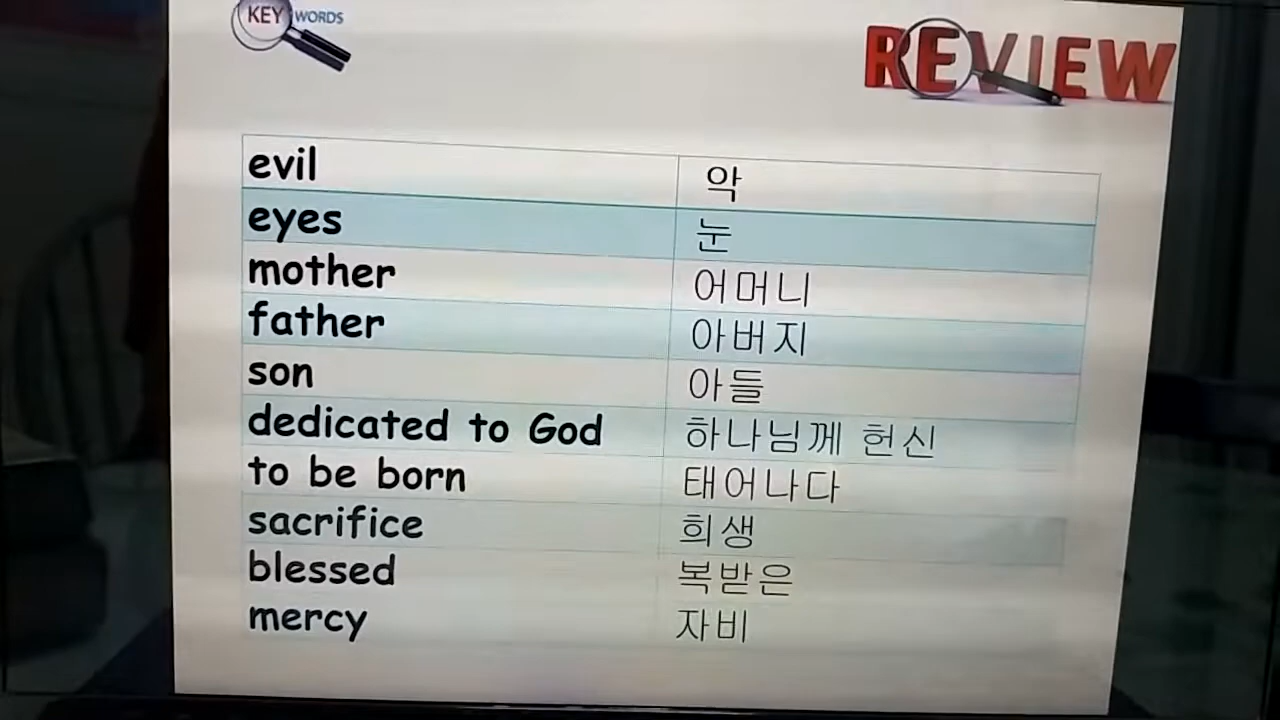 KEY WORDS
REVIEW
evil 악
eyes 눈
mother 어머니
father 아버지
son 아들
dedicated to God 하나님께 헌신
to be born 태어나다
sacrifice 희생
blessed 복받은
mercy 자비